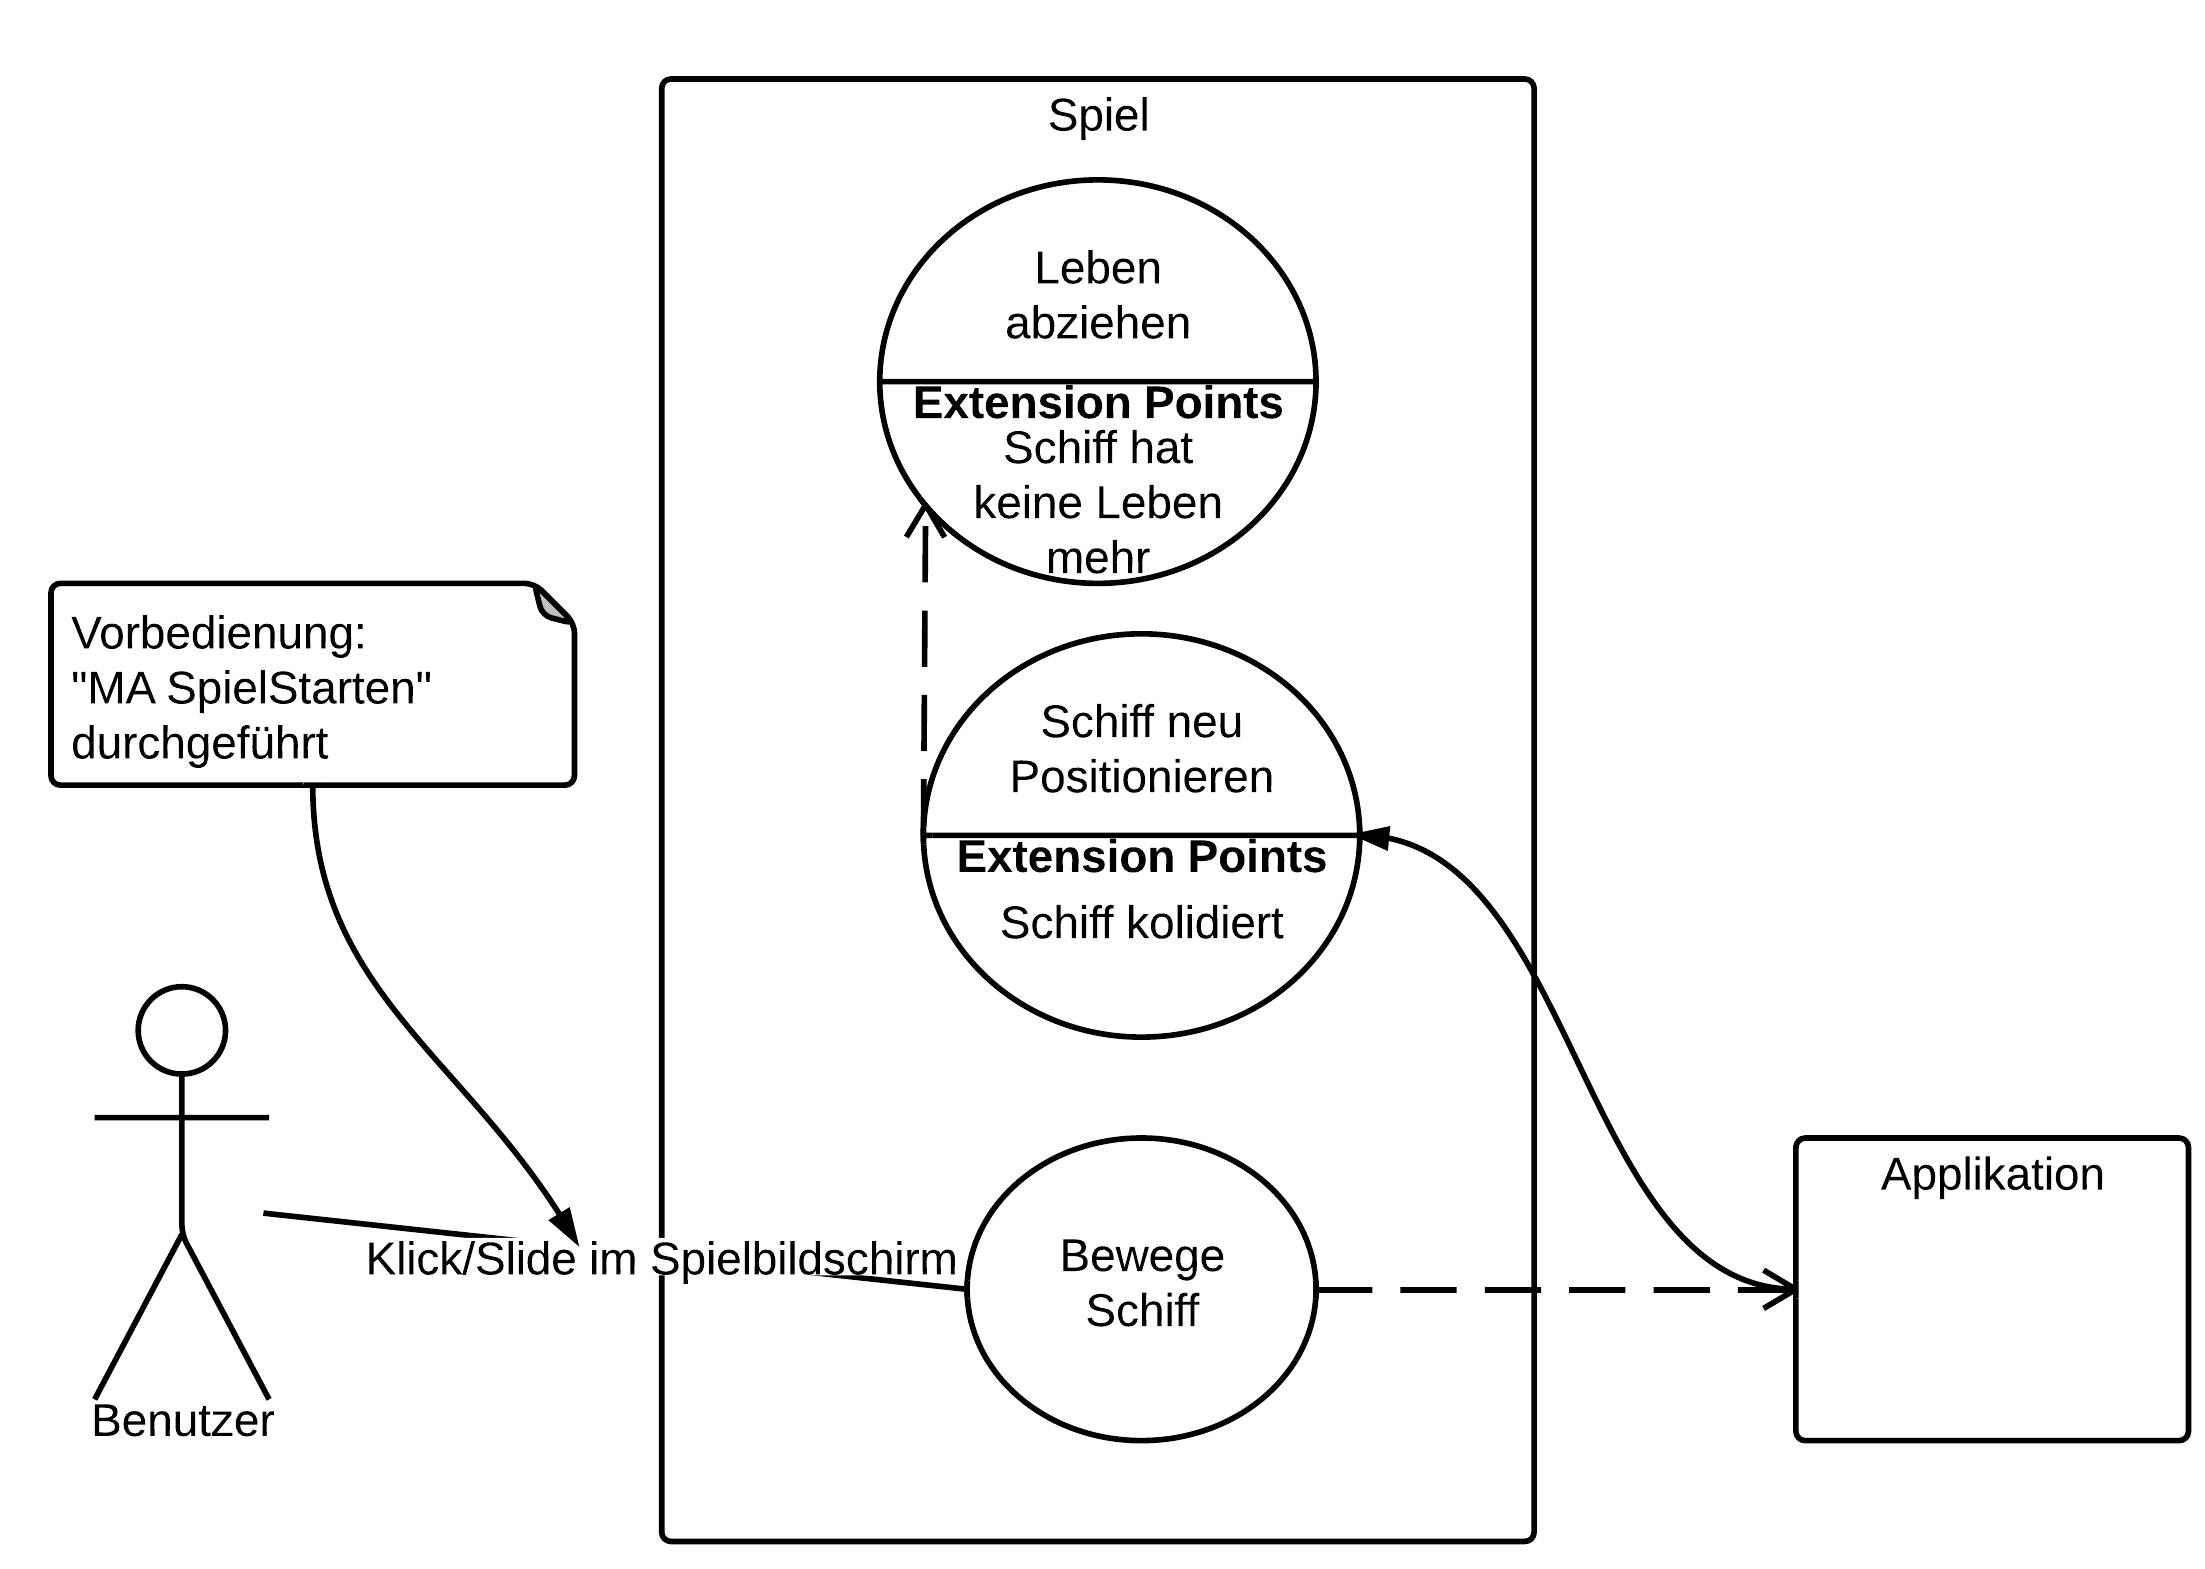 Spiel
Leben
abziehen
Extension Points
Schiff hat
keine Leben
mehr
Vorbedienung:
"MA SpielStarten"
durchgeführt
Schiff neu
Positionieren
Extension Points
Schiff kolidiert
Applikation
Klick/Slide im Spielbildschirm
Bewege
Schiff
Benutzer